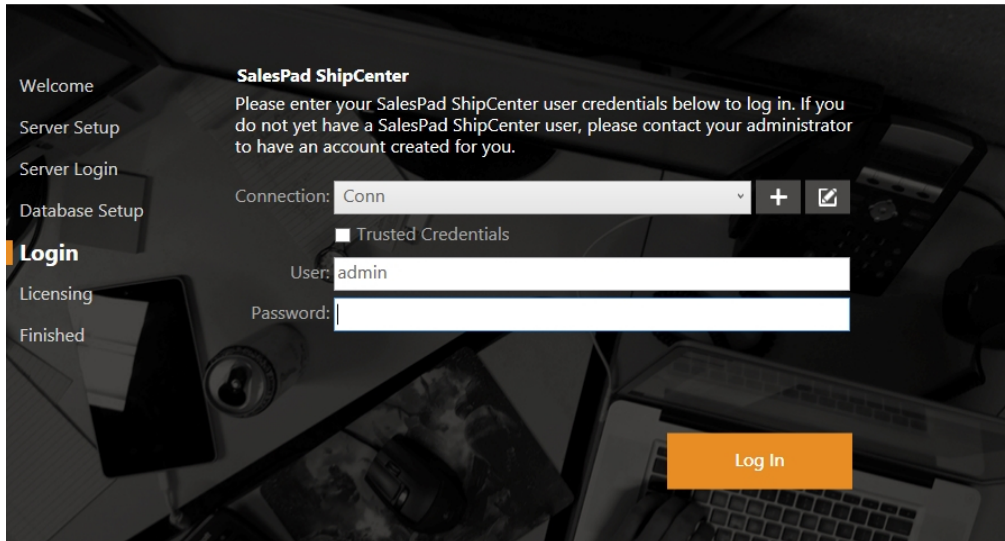 Welcome
Server Setup
Server Login
Database Setup
Login
Licensing
Finished
SalesPad ShipCenter
Please enter your SalesPad ShipCenter user credentials below to log in. If you
do not yet have a SalesPad ShipCenter user, please contact your administrator
to have an account created for you.
Connection: Conn
Trusted Credentials
User: admin
Password:
Log In